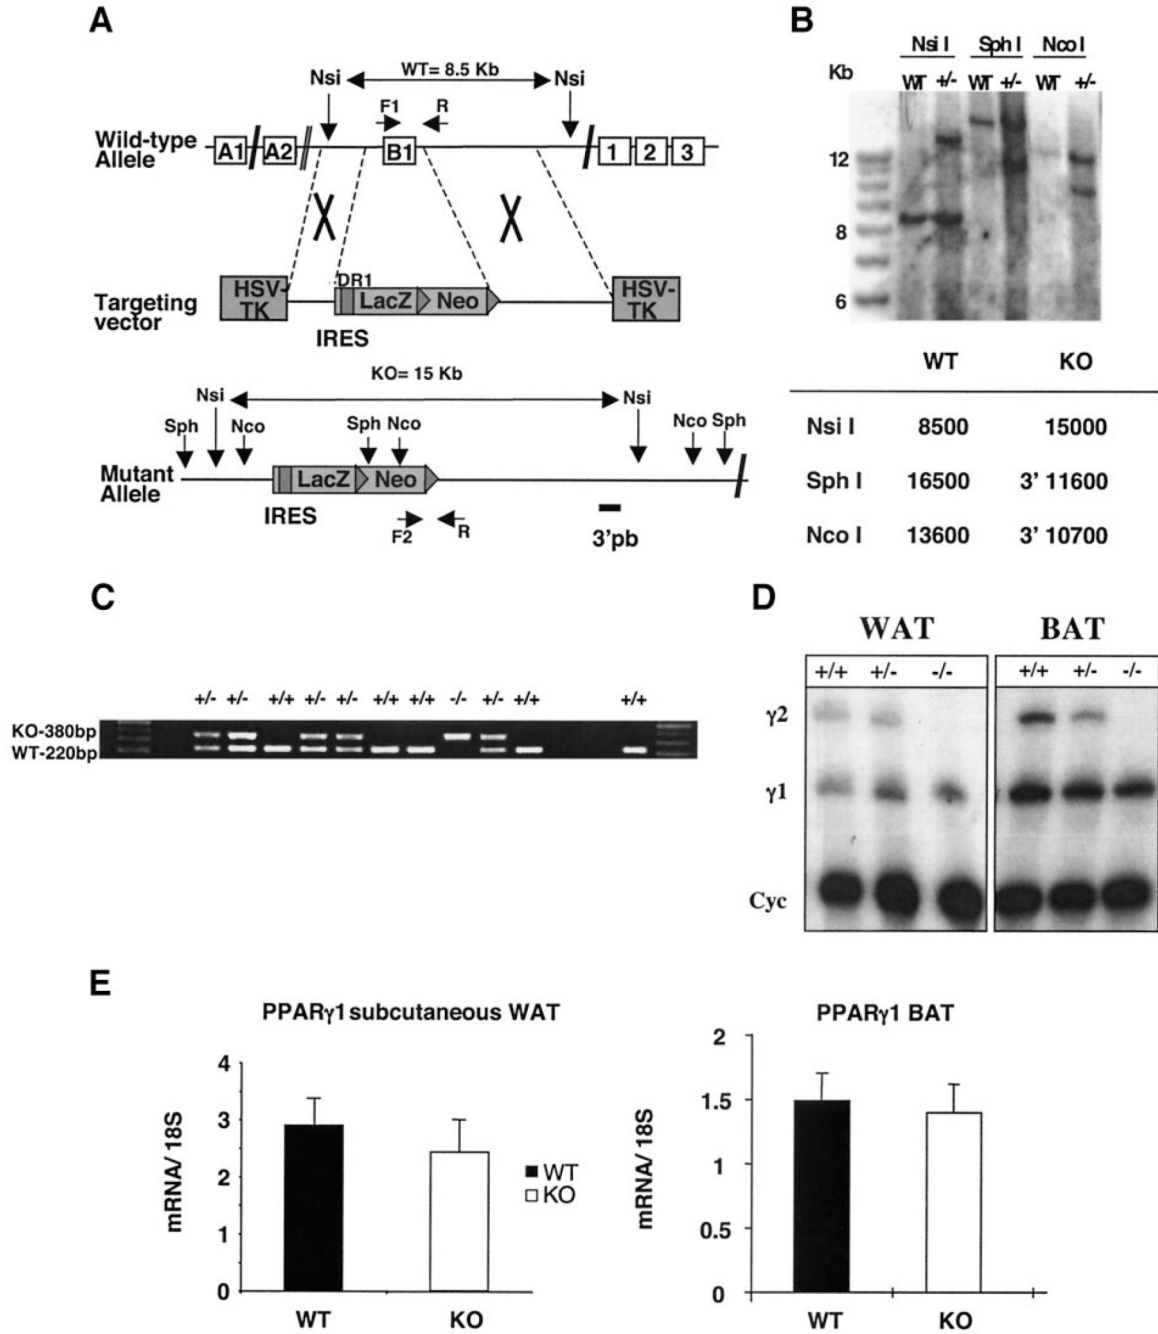 A
WT= 8.5 Kb
Nsi
Nsi
F1
R
Wild-type
Allele
A1
A2
B1
1
2
3
HSV-
TK
DR1
LacZ
Neo
HSV-
TK
Targeting
vector
IRES
KO= 15 Kb
Nsi
Nsi
Sph
Nco
Sph
Nco
Nco
Sph
Mutant
Allele
LacZ
Neo
IRES
F2
R
3'pb
B
Nsi I
Sph I
Nco I
Kb
WT
+/-
WT
+/-
WT
+/-
12
8
6
WT
KO
Nsi I
8500
15000
Sph I
16500
3' 11600
Nco I
13600
3' 10700
C
+/-
+/-
+/+
+/-
+/-
+/+
+/+
-/-
+/-
+/+
+/+
KO-380bp
WT-220bp
D
WAT
BAT
+/+
+/-
-/-
+/+
+/-
-/-
γ2
γ1
Cyc
E
PPARγ1 subcutaneous WAT
4
3
2
1
0
mRNA/ 18S
WT
KO
WT
KO
PPARγ1 BAT
2
1.5
1
0.5
0
mRNA/ 18S
WT
KO